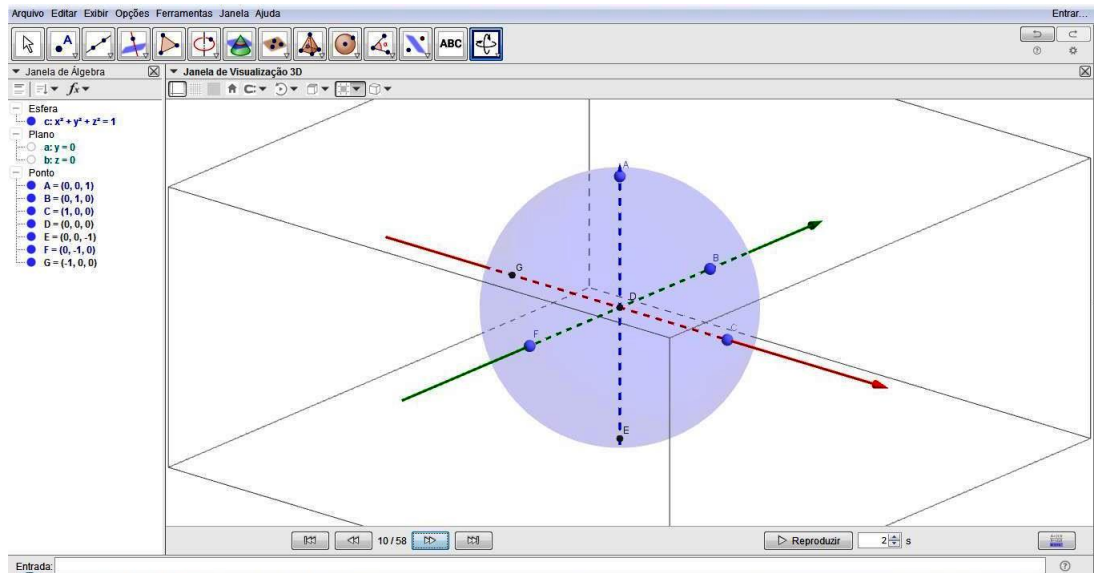 Arquivo Editar Exibir Opções Ferramentas Janela Ajuda
Entrar...
A
ABC
Janela de Álgebra
Janela de Visualização 3D
fx
Esfera
c: x² + y² + z² = 1
Plano
a: y = 0
b: z = 0
Ponto
A = (0, 0, 1)
B = (0, 1, 0)
C = (1, 0, 0)
D = (0, 0, 0)
E = (0, 0, -1)
F = (0, -1, 0)
G = (-1, 0, 0)
A
B
G
D
C
F
E
10 / 58
Reproduzir
2 s
Entrada: